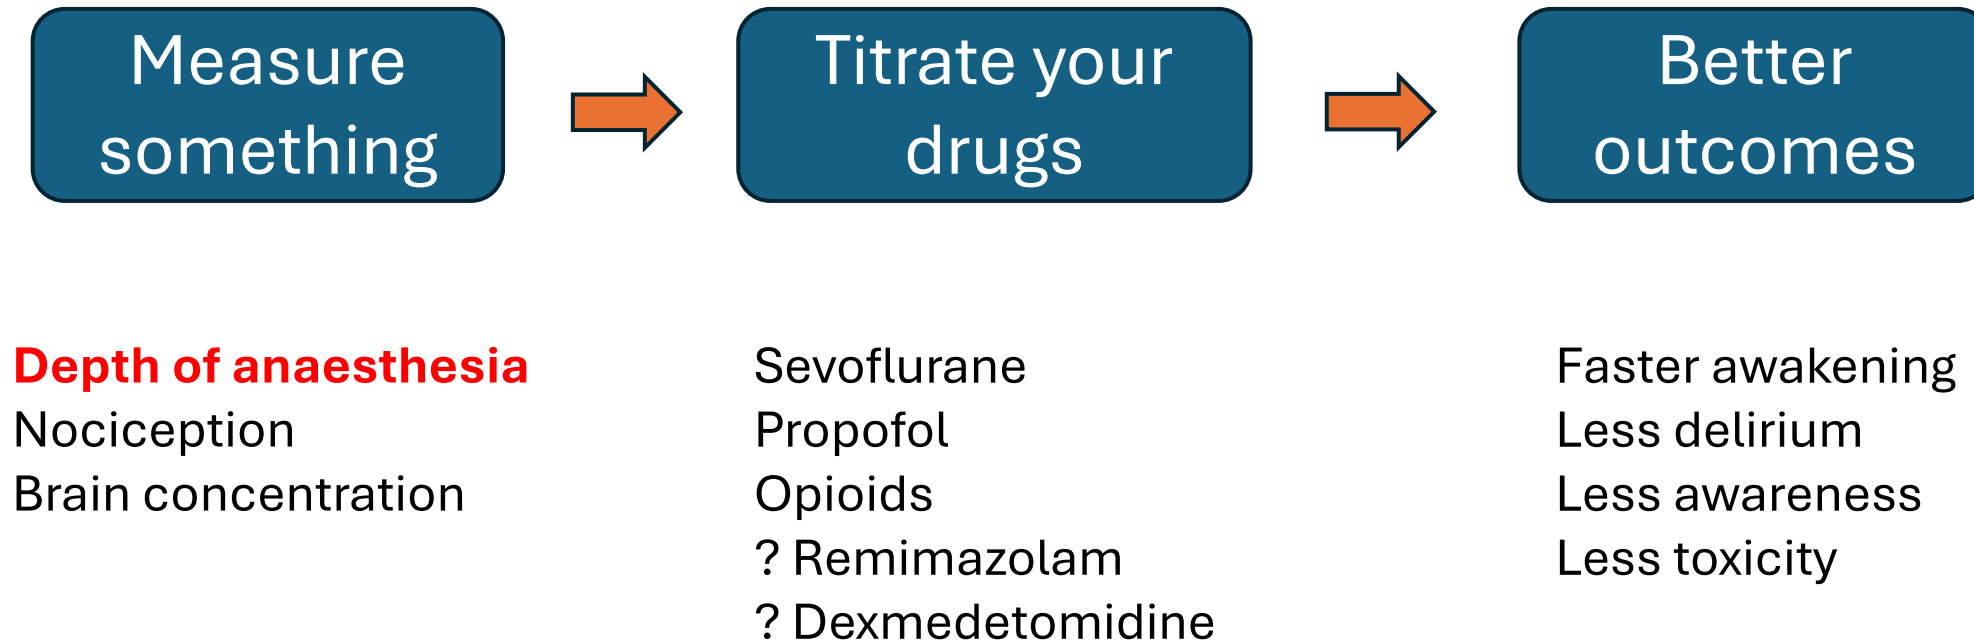 Measure
something
Titrate your
drugs
Better
outcomes
Depth of anaesthesia
Nociception
Brain concentration
Sevoflurane
Propofol
Opioids
? Remimazolam
? Dexmedetomidine
Faster awakening
Less delirium
Less awareness
Less toxicity